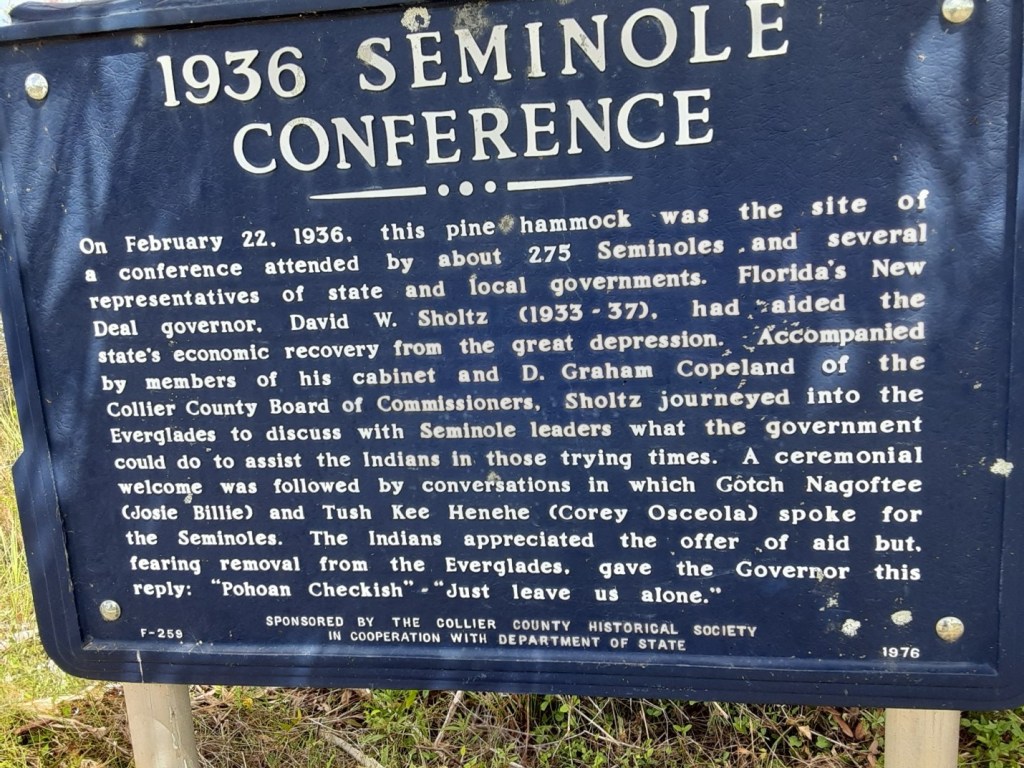 1936 SEMINOLE
CONFERENCE
On February 22, 1936, this pine hammock was the site of
a conference attended by about 275 Seminoles and several
representatives of state and local governments. Florida's New
Deal governor, David W. Sholtz (1933-37), had aided the
state's economic recovery from the great depression. Accompanied
by members of his cabinet and D. Graham Copeland of the
Collier County Board of Commissioners, Sholtz journeyed into the
Everglades to discuss with Seminole leaders what the government
could do to assist the Indians in those trying times. A ceremonial
welcome was followed by conversations in which Gotch Nagoftee
(Josie Billie) and Tush Kee Henehe (Corey Osceola) spoke for
the Seminoles. The Indians appreciated the offer of aid but,
fearing removal from the Everglades, gave the Governor this
reply: "Pohoan Checkish" - "Just leave us alone."
SPONSORED BY THE COLLIER COUNTY HISTORICAL SOCIETY
IN COOPERATION WITH DEPARTMENT OF STATE
F-259
1976